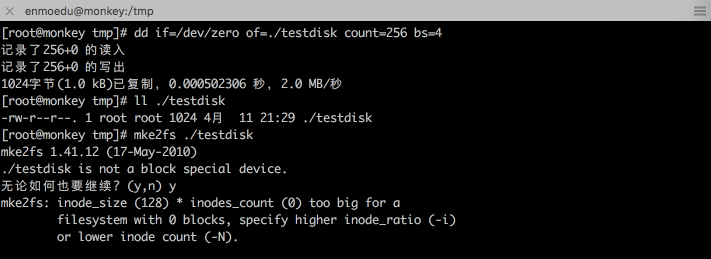 enmoedu@monkey:/tmp
[root@monkey tmp]# dd if=/dev/zero of=./testdisk count=256 bs=4
记录了256+0 的读入
记录了256+0 的写出
1024字节(1.0 kB)已复制，0.000502306 秒，2.0 MB/秒
[root@monkey tmp]# ll ./testdisk
-rw-r--r--. 1 root root 1024 4月  11 21:29 ./testdisk
[root@monkey tmp]# mke2fs ./testdisk
mke2fs 1.41.12 (17-May-2010)
./testdisk is not a block special device.
无论如何也要继续? (y,n) y
mke2fs: inode_size (128) * inodes_count (0) too big for a
        filesystem with 0 blocks, specify higher inode_ratio (-i)
        or lower inode count (-N).